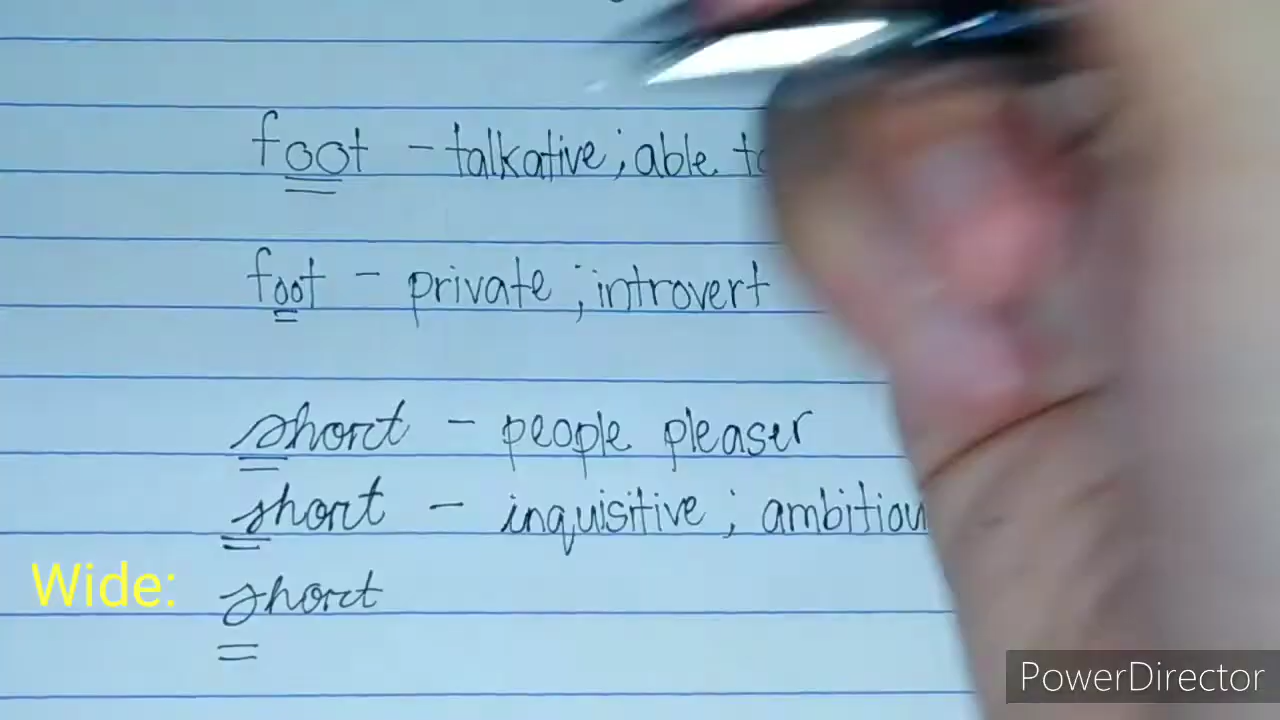 foot - talkative; able to
foot - private; introvert
short - people pleaser
short - inquisitive; ambitiou
Wide: short
PowerDirector